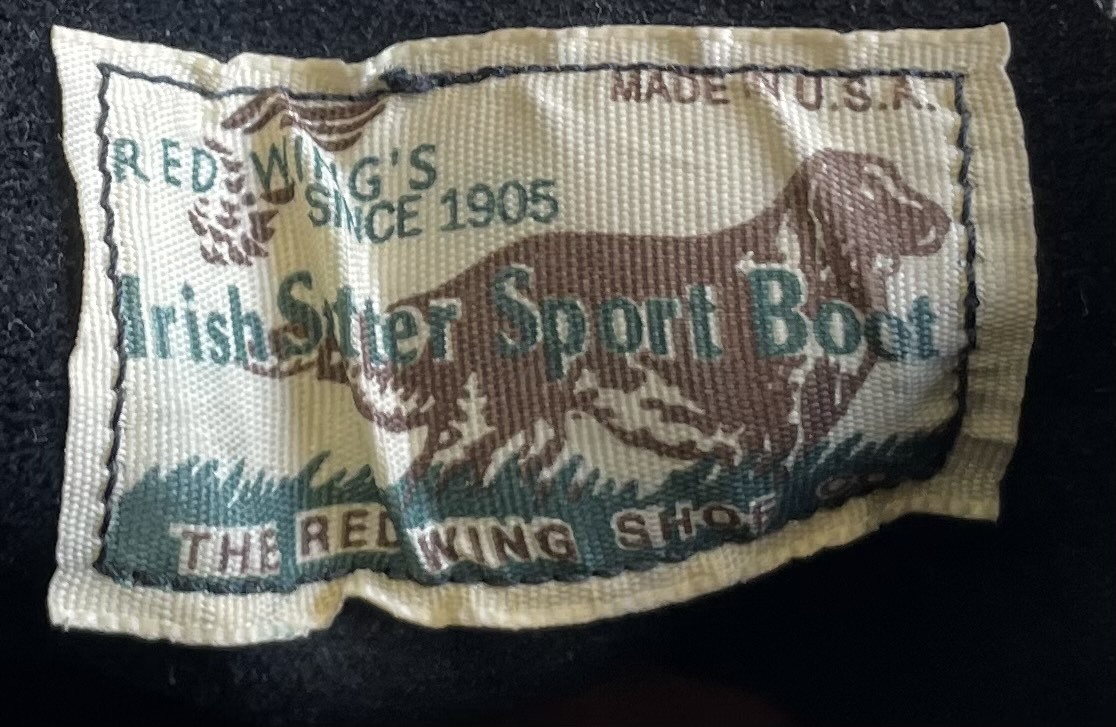 MADE IN U.S.A.
RED WING'S
SINCE 1905
Irish Setter Sport Boot
THE RED WING SHOE CO